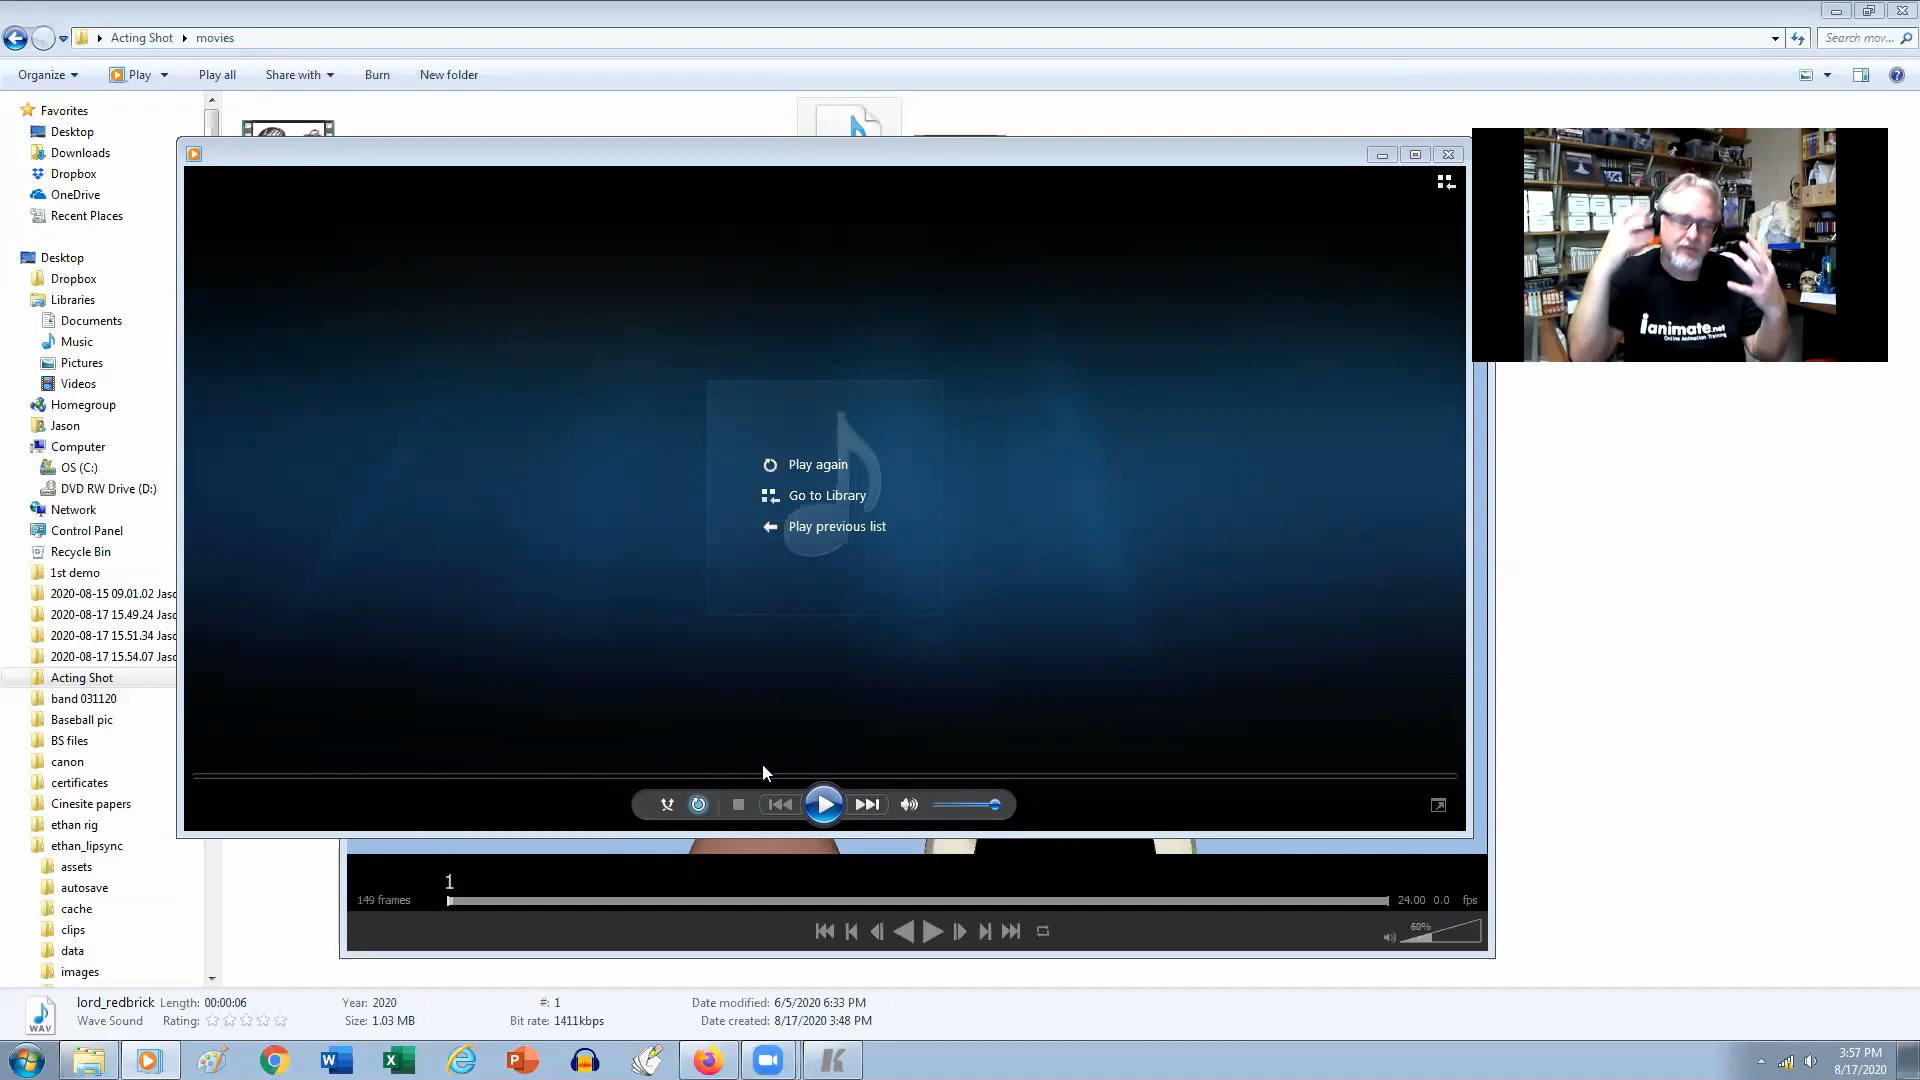 Acting Shot movies
Search mov...
Organize Play Play all Share with Burn New folder
Favorites
Desktop
Downloads
Dropbox
OneDrive
Recent Places
Desktop
Dropbox
Libraries
Documents
Music
Pictures
Videos
Homegroup
Jason
Computer
OS (C:)
DVD RW Drive (D:)
Network
Control Panel
Recycle Bin
1st demo
2020-08-15 09.01.02 Jasc
2020-08-17 15.49.24 Jasc
2020-08-17 15.51.34 Jasc
2020-08-17 15.54.07 Jasc
Acting Shot
band 031120
Baseball pic
BS files
canon
certificates
Cinesite papers
ethan rig
ethan_lipsync
assets
autosave
cache
clips
data
images
Play again
Go to Library
Play previous list
ianimate.net
Online Animation Training
1
149 frames
24.00 0.0 fps
60%
WAV
lord_redbrick Length: 00:00:06 Year: 2020 #: 1 Date modified: 6/5/2020 6:33 PM
Wave Sound Rating: Size: 1.03 MB Bit rate: 1411kbps Date created: 8/17/2020 3:48 PM
3:57 PM
8/17/2020